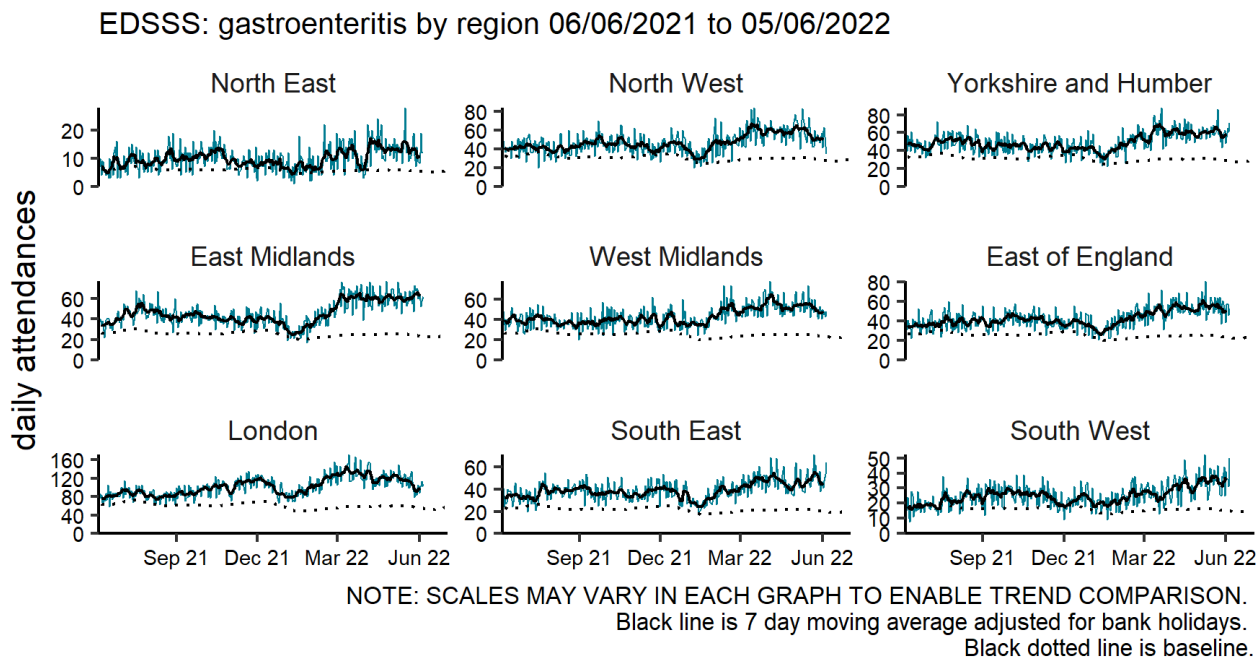 EDSSS: gastroenteritis by region 06/06/2021 to 05/06/2022
daily attendances
North East
20
10
0
North West
80
60
40
20
0
Yorkshire and Humber
80
60
40
20
0
East Midlands
60
40
20
0
West Midlands
60
40
20
0
East of England
80
60
40
20
0
London
160
120
80
40
0
South East
60
40
20
0
South West
50
40
30
20
10
0
Sep 21 Dec 21 Mar 22 Jun 22
Sep 21 Dec 21 Mar 22 Jun 22
Sep 21 Dec 21 Mar 22 Jun 22
NOTE: SCALES MAY VARY IN EACH GRAPH TO ENABLE TREND COMPARISON.
Black line is 7 day moving average adjusted for bank holidays.
Black dotted line is baseline.